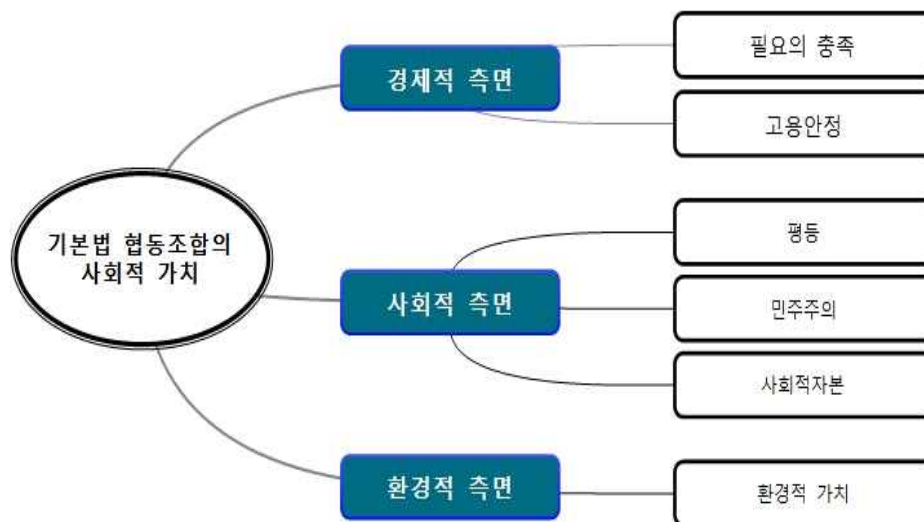 기본법 협동조합의
사회적 가치
경제적 측면
필요의 충족
고용안정
사회적 측면
평등
민주주의
사회적자본
환경적 측면
환경적 가치